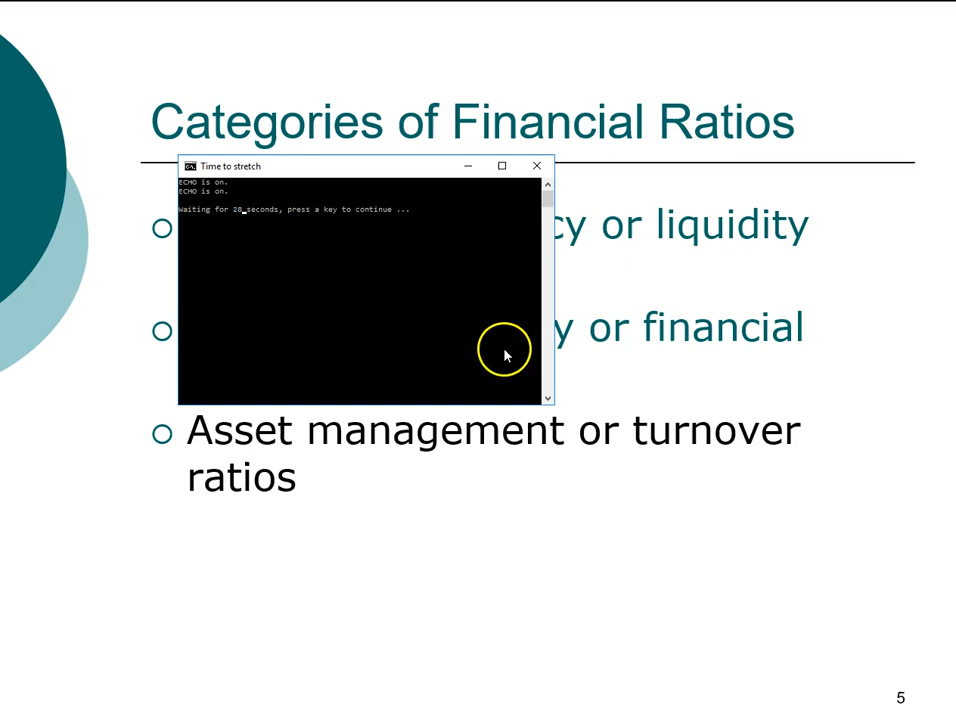 Categories of Financial Ratios
Time to stretch
ECHO is on.
ECHO is on.
Waiting for 28 seconds, press a key to continue ...
cy or liquidity
y or financial
Asset management or turnover
ratios
5